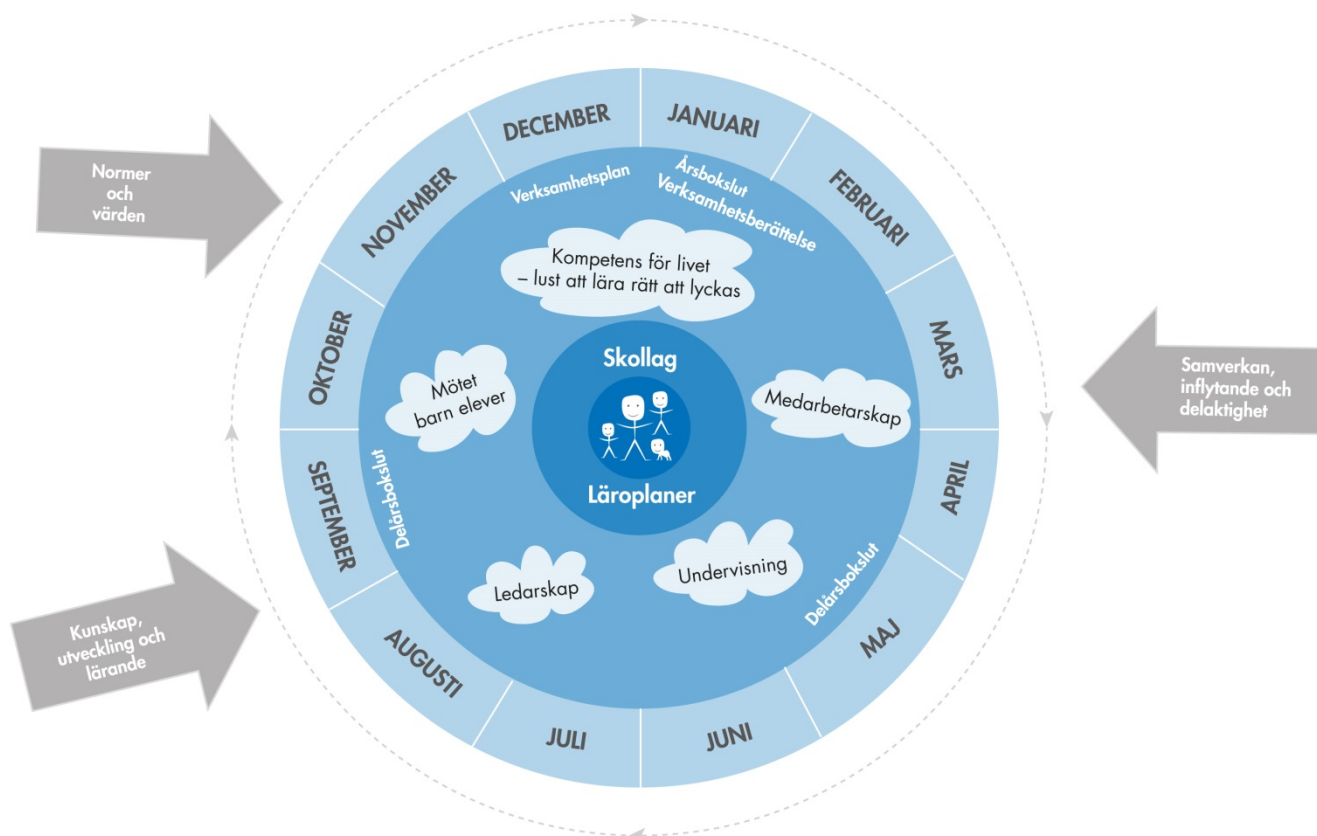 DECEMBER
JANUARI
FEBRUARI
MARS
APRIL
MAJ
JUNI
JULI
AUGUSTI
SEPTEMBER
OKTOBER
NOVEMBER
Normer
och
värden
Samverkan,
inflytande och
delaktighet
Kunskap,
utveckling och
lärande
Verksamhetsplan
Årsbokslut
Verksamhetsberättelse
Delårsbokslut
Delårsbokslut
Kompetens för livet
– lust att lära rätt att lyckas
Mötet
barn elever
Medarbetarskap
Ledarskap
Undervisning
Skollag
Läroplaner